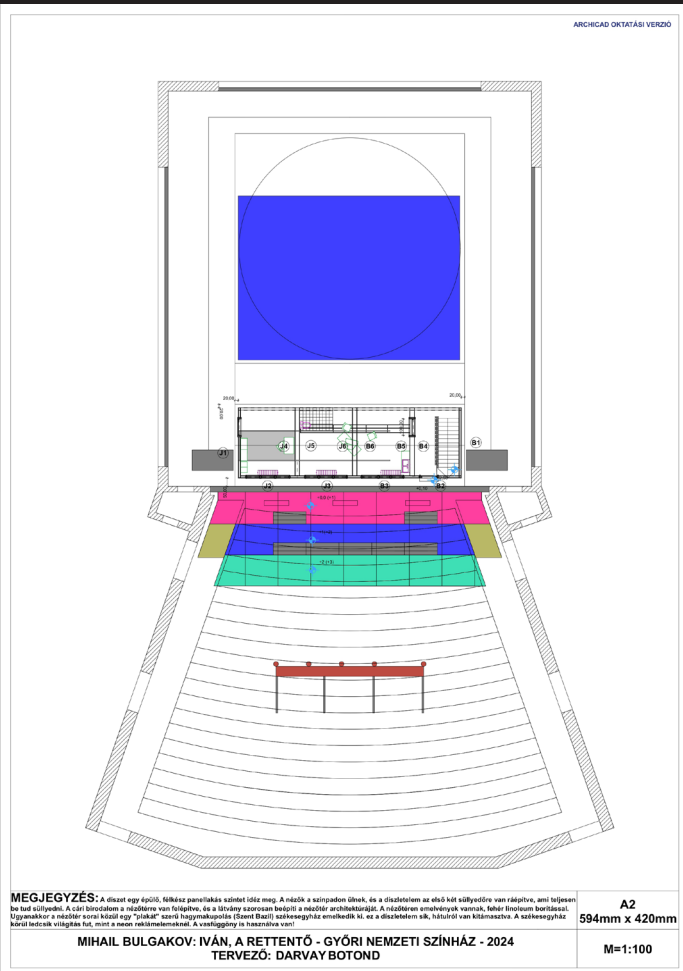 ARCHICAD OKTATÁSI VERZIÓ
20,00
20,00
J1
J4
J5
J6
B6
B5
B4
B1
J2
J3
B3
B2
MEGJEGYZÉS: A díszet egy épülő, félkész panellakás szintet idéz meg. A nézők a színpadon ülnek, és a díszletelem az első két süllyedőre van ráépítve, ami teljesen
be tud süllyedni. A cári birodalom a nézőtérre van felépítve, és a látvány szorosan beépíti a nézőtér architektúráját. A nézőtéren emelvények vannak, fehér linoleum borítással.
Ugyanakkor a nézőtér sorai közül egy "plakát" szerű hagymakupolás (Szent Bazil) székesegyház emelkedik ki. ez a díszletelem sík, hátulról van kitámasztva. A székesegyház
körül ledcsík világítás fut, mint a neon reklámelemeknél. A vasfüggöny is használva van!
A2
594mm x 420mm
MIHAIL BULGAKOV: IVÁN, A RETTENTŐ - GYŐRI NEMZETI SZÍNHÁZ - 2024
TERVEZŐ: DARVAY BOTOND
M=1:100